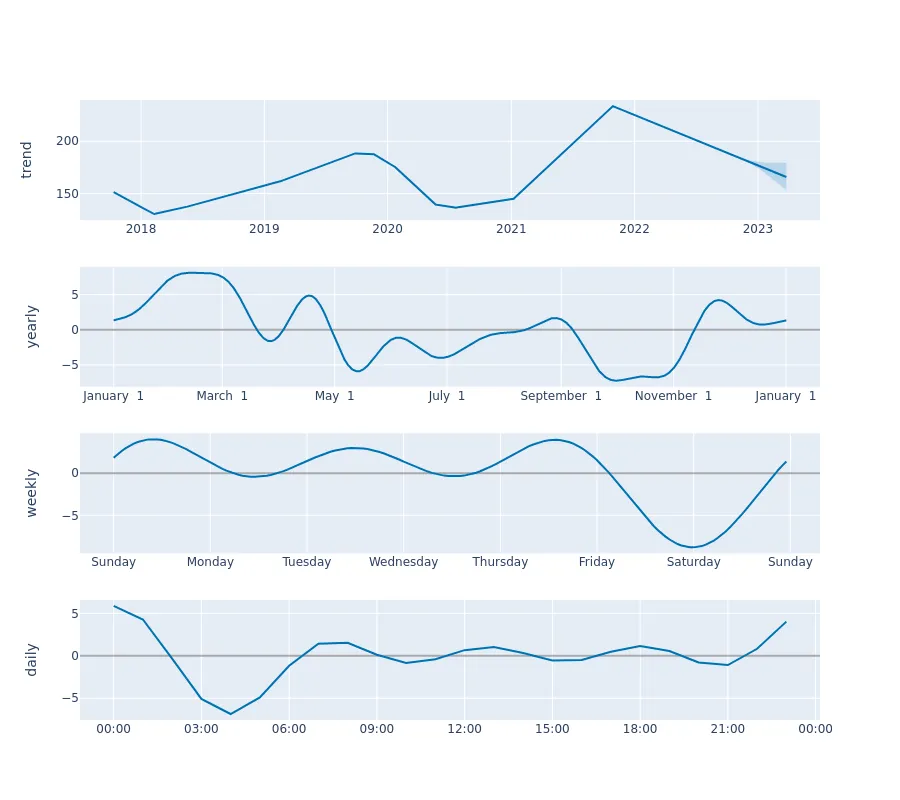 trend
200
150
2018 2019 2020 2021 2022 2023
yearly
5
0
−5
January 1 March 1 May 1 July 1 September 1 November 1 January 1
weekly
0
−5
Sunday Monday Tuesday Wednesday Thursday Friday Saturday Sunday
daily
5
0
−5
00:00 03:00 06:00 09:00 12:00 15:00 18:00 21:00 00:00